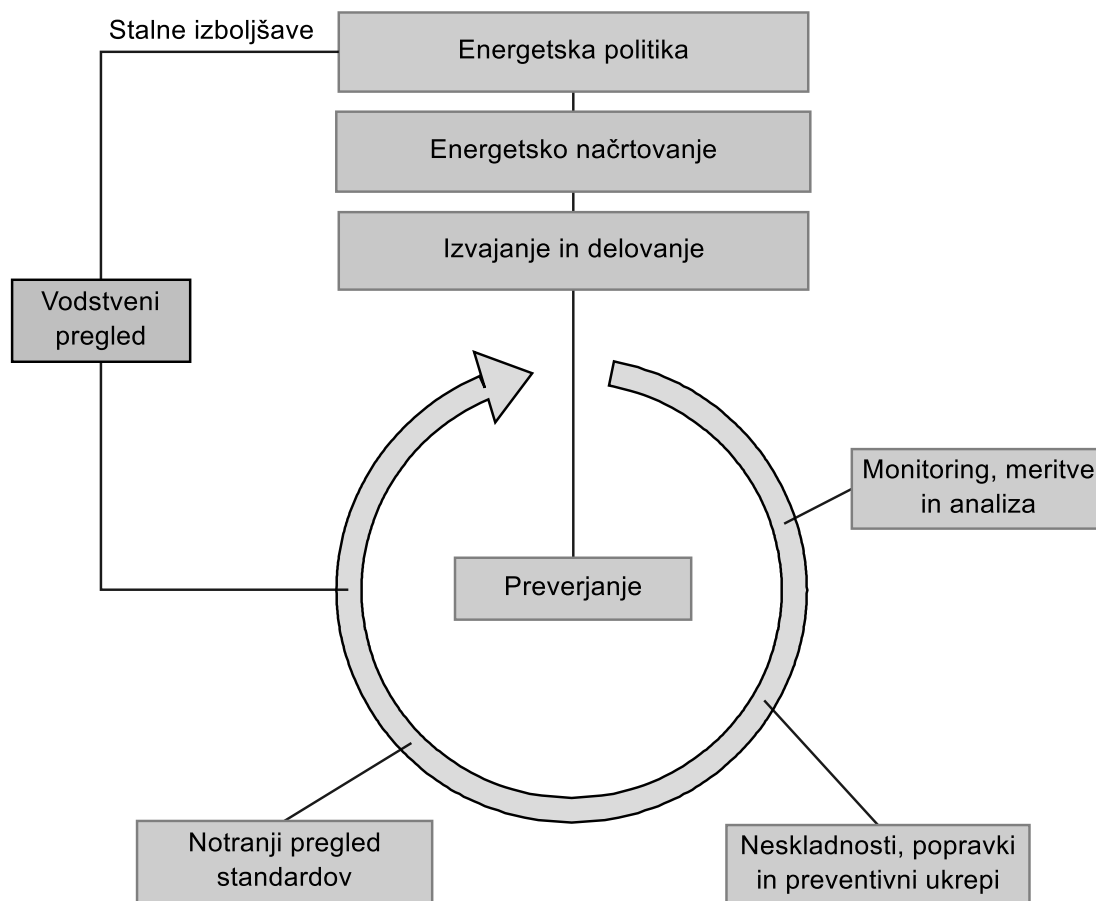 Stalne izboljšave
Energetska politika
Energetsko načrtovanje
Izvajanje in delovanje
Vodstveni
pregled
Monitoring, meritve
in analiza
Preverjanje
Notranji pregled
standardov
Neskladnosti, popravki
in preventivni ukrepi